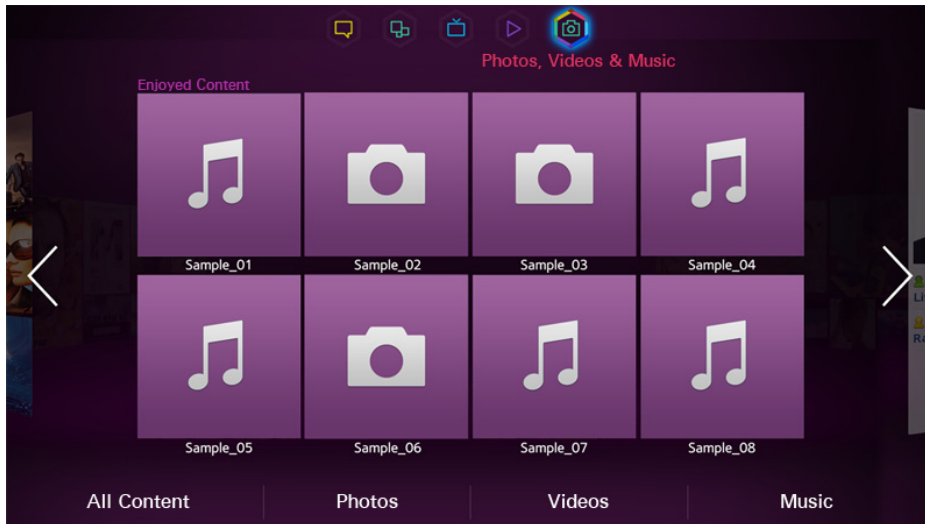 Photos, Videos & Music
Enjoyed Content
Sample_01 Sample_02 Sample_03 Sample_04
Sample_05 Sample_06 Sample_07 Sample_08
All Content Photos Videos Music